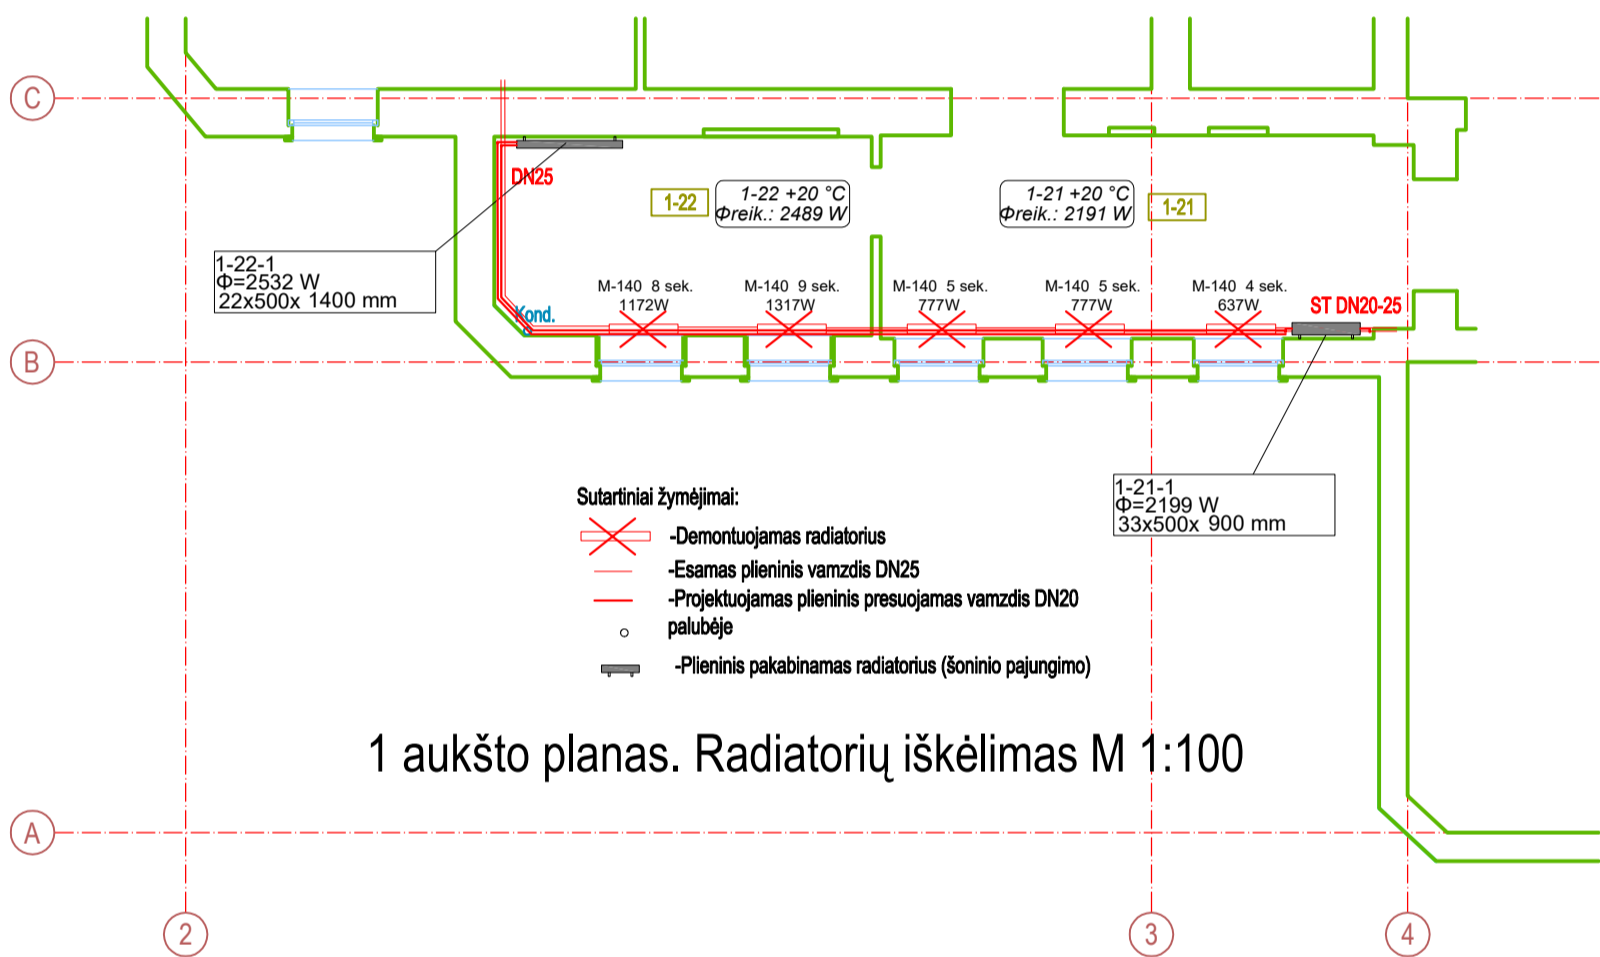 C
DN25
1-22
1-22 +20 °C
Φreik.: 2489 W
1-21 +20 °C
Φreik.: 2191 W
1-21
1-22-1
Φ=2532 W
22x500x 1400 mm
Kond.
M-140 8 sek.
1172W
M-140 9 sek.
1317W
M-140 5 sek.
777W
M-140 5 sek.
777W
M-140 4 sek.
637W
ST DN20-25
B
1-21-1
Φ=2199 W
33x500x 900 mm
Sutartiniai žymėjimai:
-Demontuojamas radiatorius
-Esamas plieninis vamzdis DN25
-Projektuojamas plieninis presuojamas vamzdis DN20
palubėje
-Plieninis pakabinamas radiatorius (šoninio pajungimo)
1 aukšto planas. Radiatorių iškėlimas M 1:100
A
2
3
4